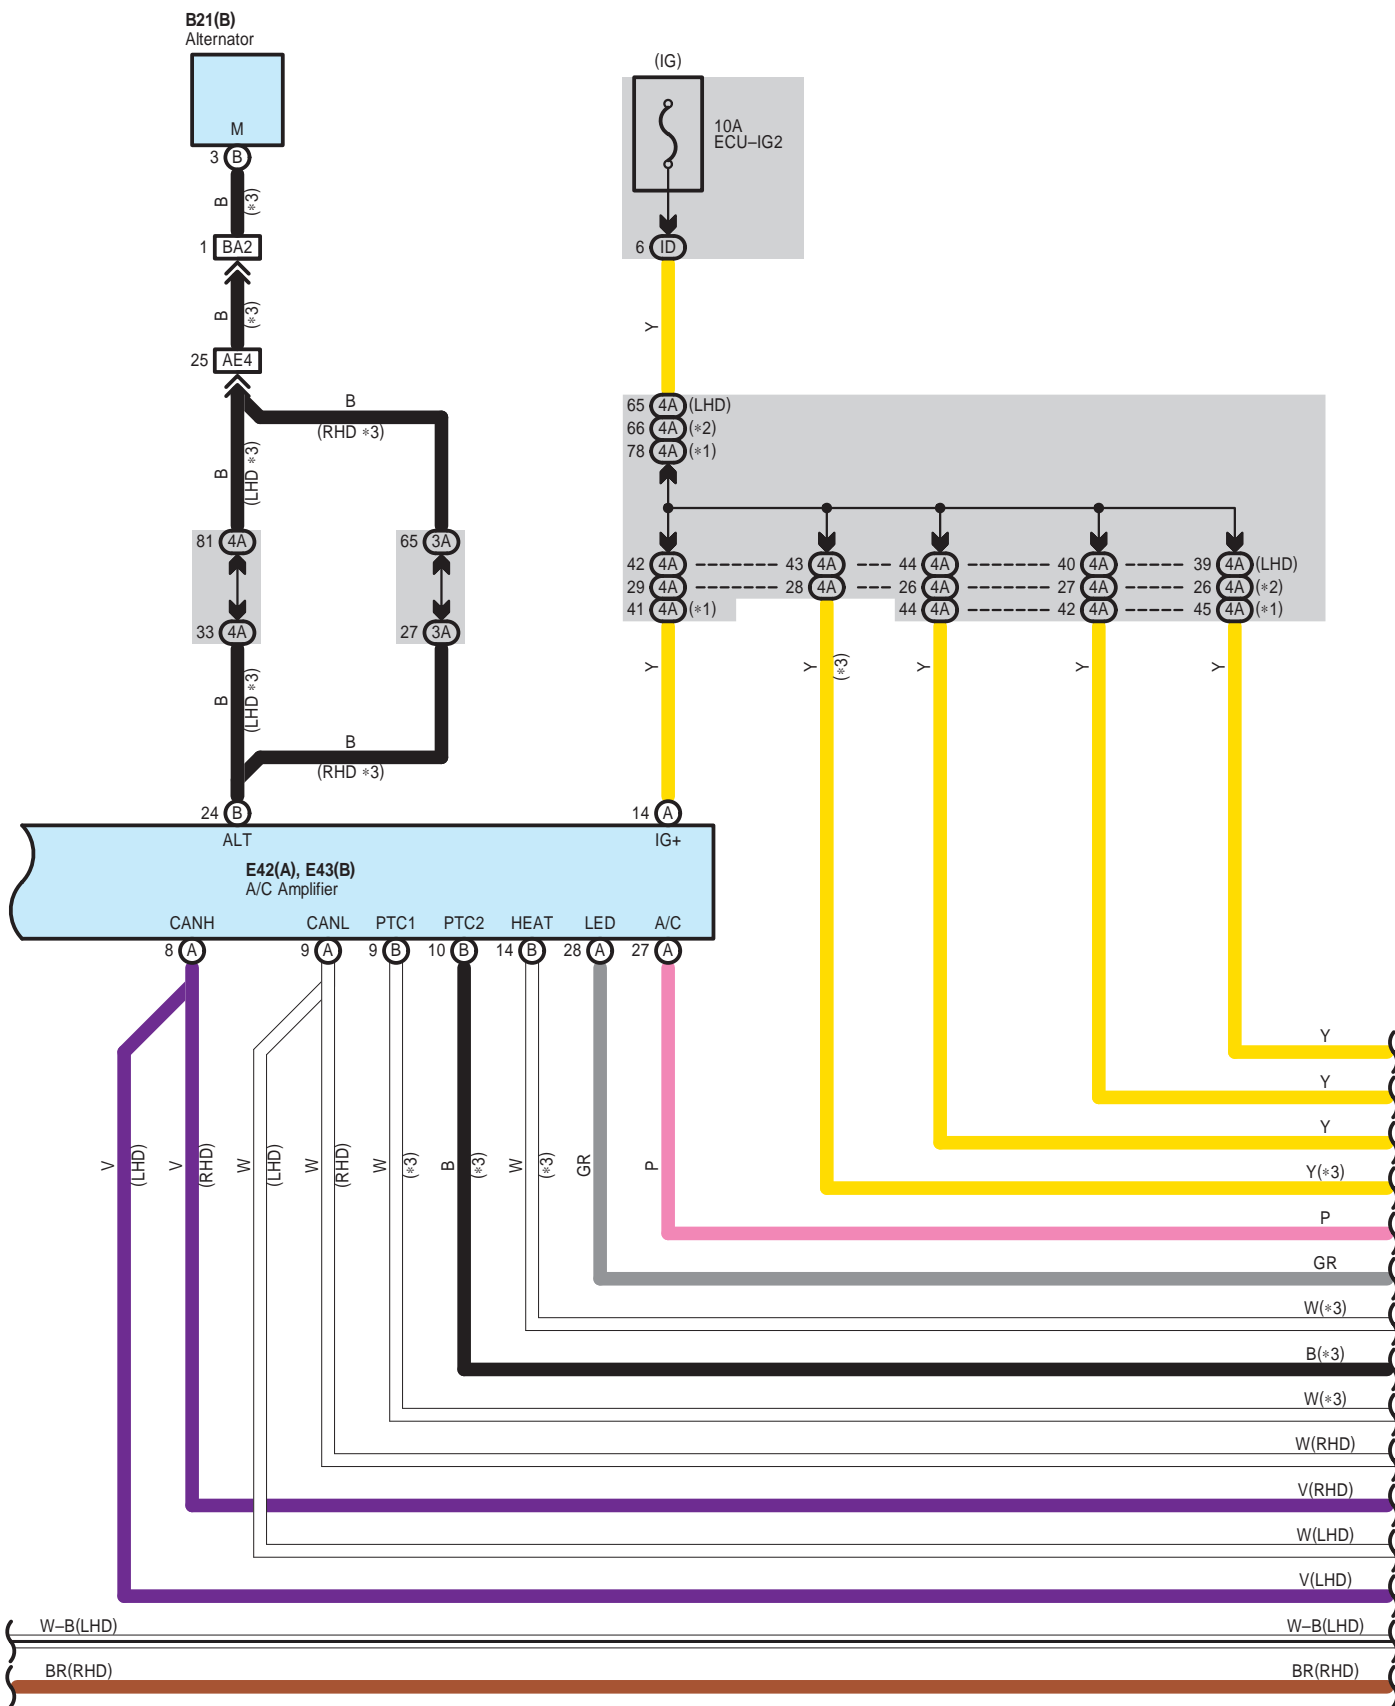 B21(B)
Alternator
M
3 B
B
(*3)
1 BA2
B
(*3)
25 AE4
B
(RHD *3)
B
(LHD *3)
81 4A
65 3A
33 4A
27 3A
B
(LHD *3)
B
(RHD *3)
24 B
(IG)
10A
ECU–IG2
6 ID
Y
65 4A (LHD)
66 4A (*2)
78 4A (*1)
42 4A 43 4A 44 4A 40 4A 39 4A (LHD)
29 4A 28 4A 26 4A 27 4A 26 4A (*2)
41 4A (*1) 44 4A 42 4A 45 4A (*1)
Y
Y
(*3)
Y
Y
Y
14 A
ALT
IG+
E42(A), E43(B)
A/C Amplifier
CANH CANL PTC1 PTC2 HEAT LED A/C
8 A 9 A 9 B 10 B 14 B 28 A 27 A
V
(LHD)
V
(RHD)
W
(LHD)
W
(RHD)
W
(*3)
B
(*3)
W
(*3)
GR
P
Y
Y
Y
Y(*3)
P
GR
W(*3)
B(*3)
W(*3)
W(RHD)
V(RHD)
W(LHD)
V(LHD)
W–B(LHD) W–B(LHD)
BR(RHD) BR(RHD)